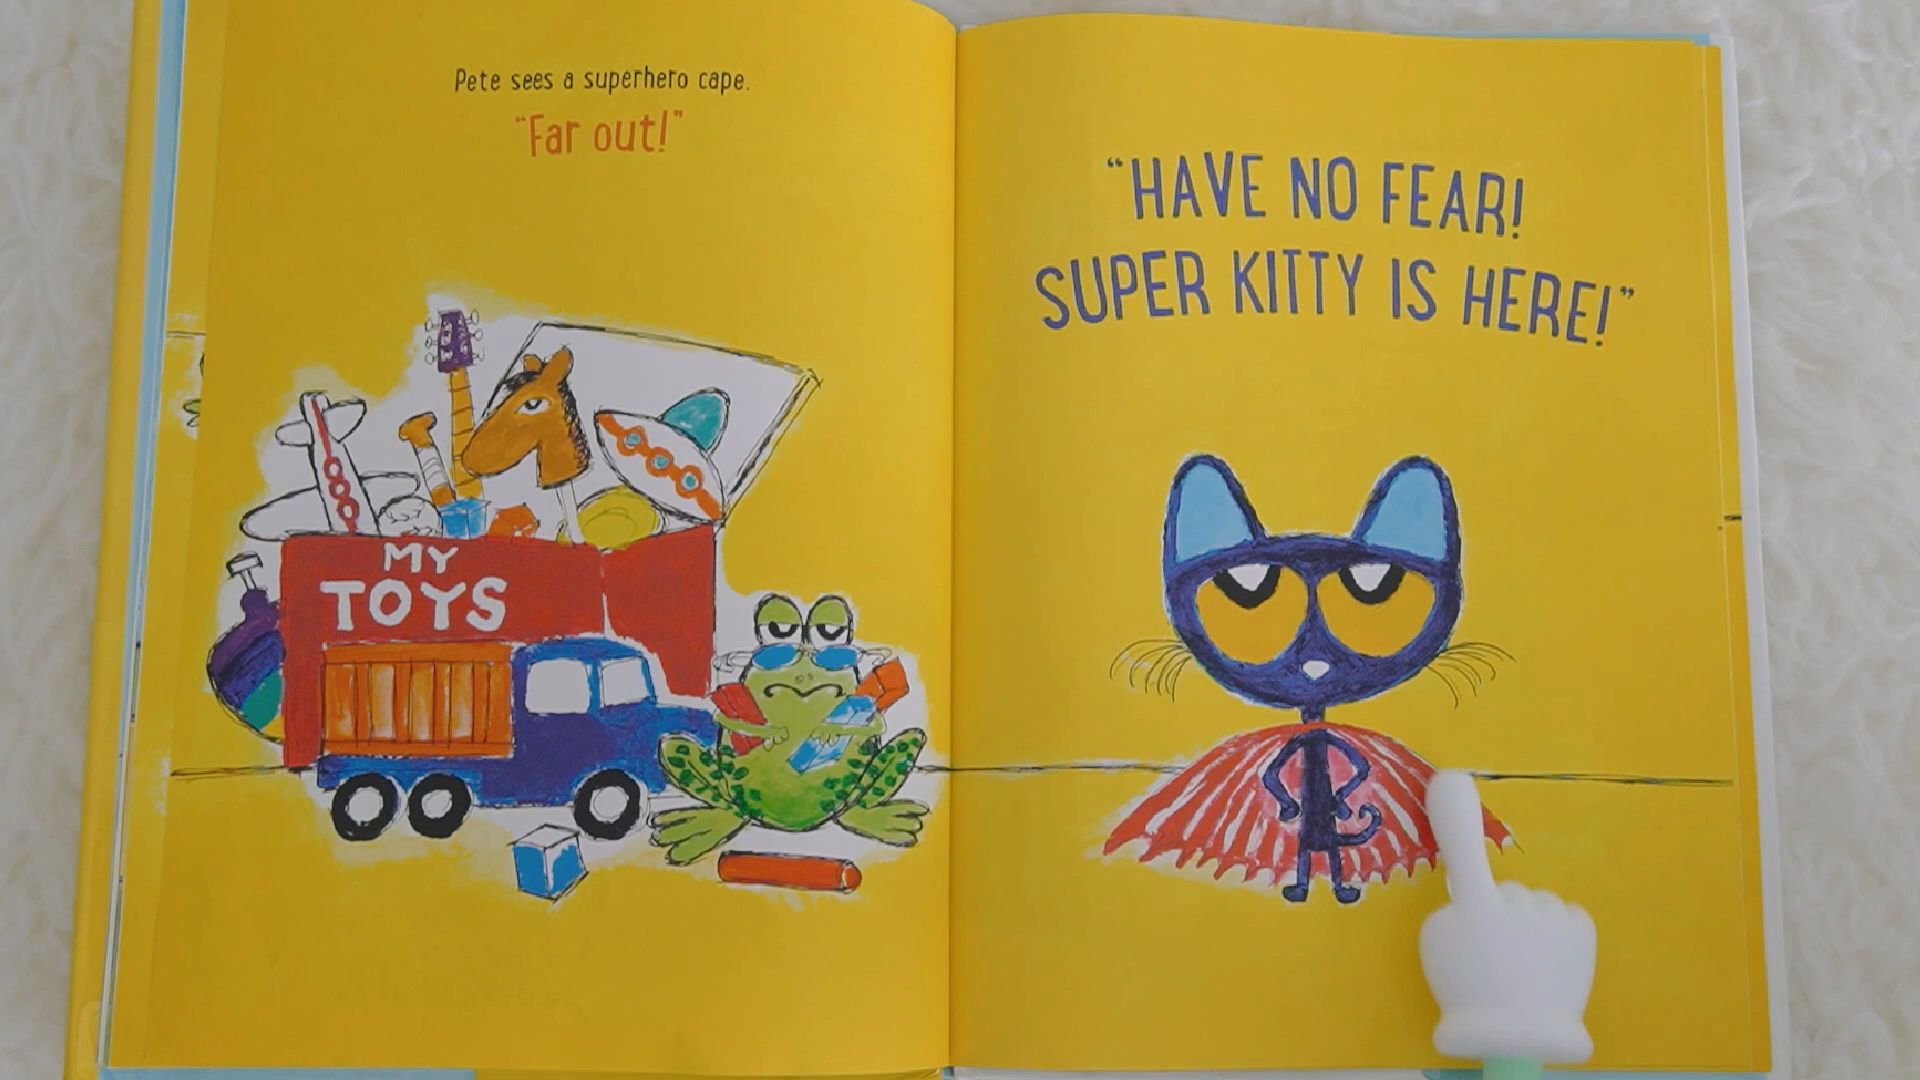 Pete sees a superhero cape.
"Far out!"
MY
TOYS
"HAVE NO FEAR!
SUPER KITTY IS HERE!"